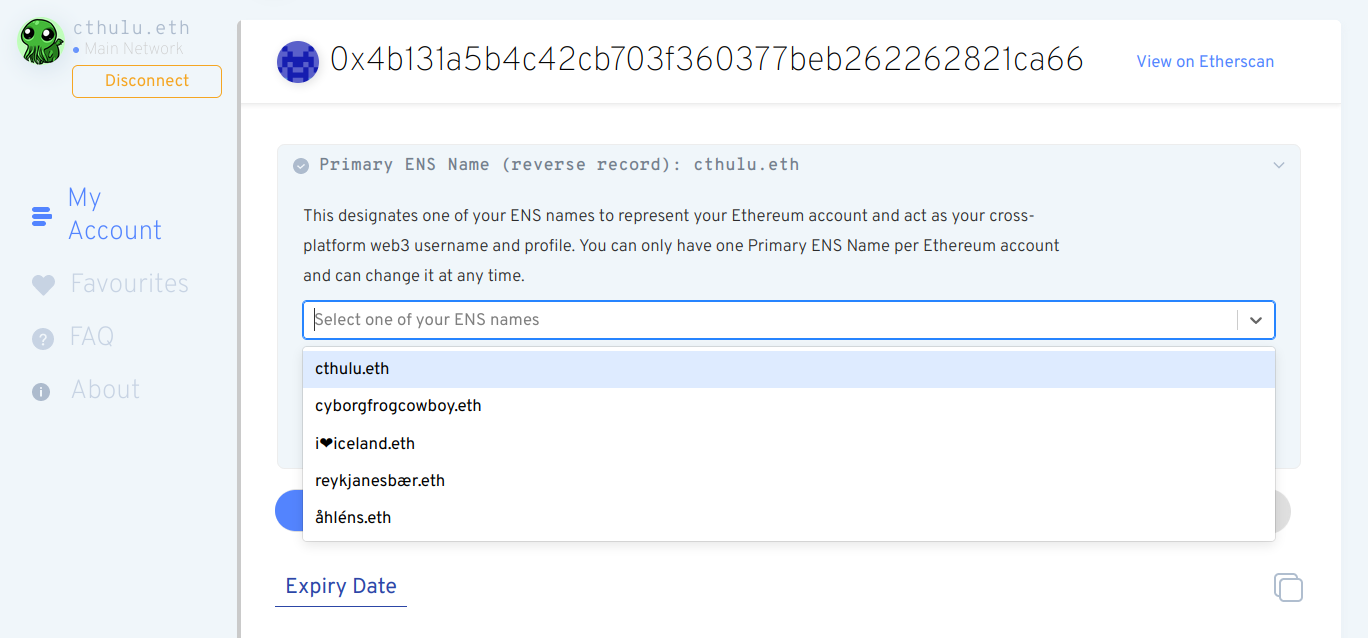 cthulu.eth
Main Network
Disconnect
My
Account
Favourites
FAQ
About
0x4b131a5b4c42cb703f360377beb262262821ca66
View on Etherscan
Primary ENS Name (reverse record): cthulu.eth
This designates one of your ENS names to represent your Ethereum account and act as your cross-
platform web3 username and profile. You can only have one Primary ENS Name per Ethereum account
and can change it at any time.
Select one of your ENS names
cthulu.eth
cyborgfrogcowboy.eth
i❤iceland.eth
reykjanesbær.eth
åhléns.eth
Expiry Date